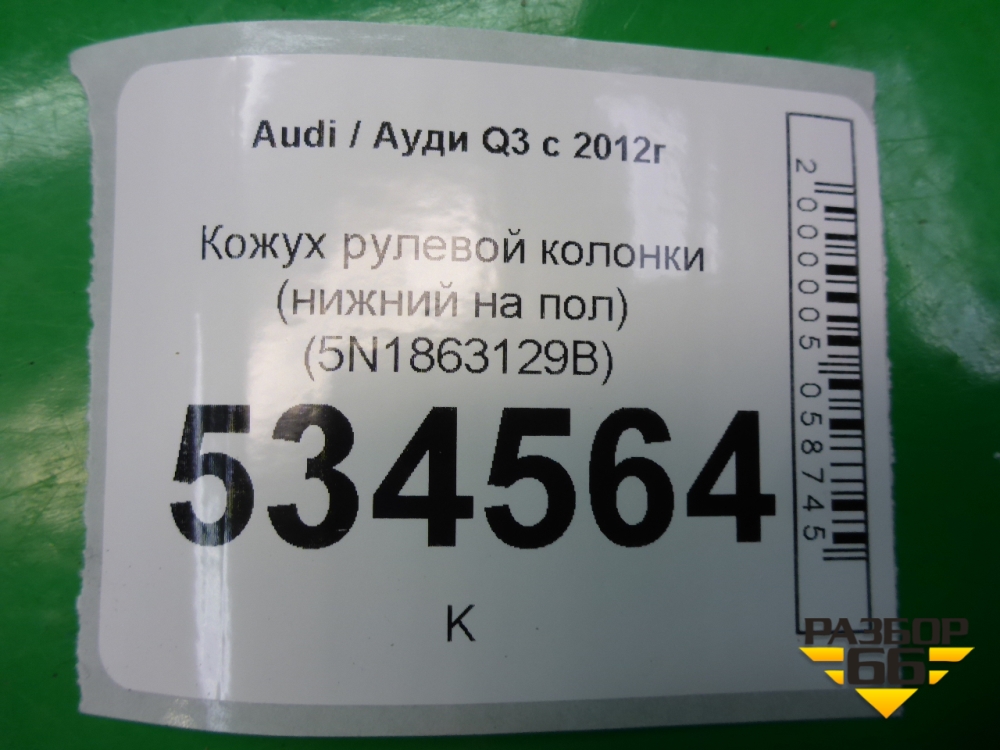 Audi / Ауди Q3 с 2012г
Кожух рулевой колонки
(нижний на пол)
(5N1863129B)
534564
К
2000005058745
РАЗБОР
66